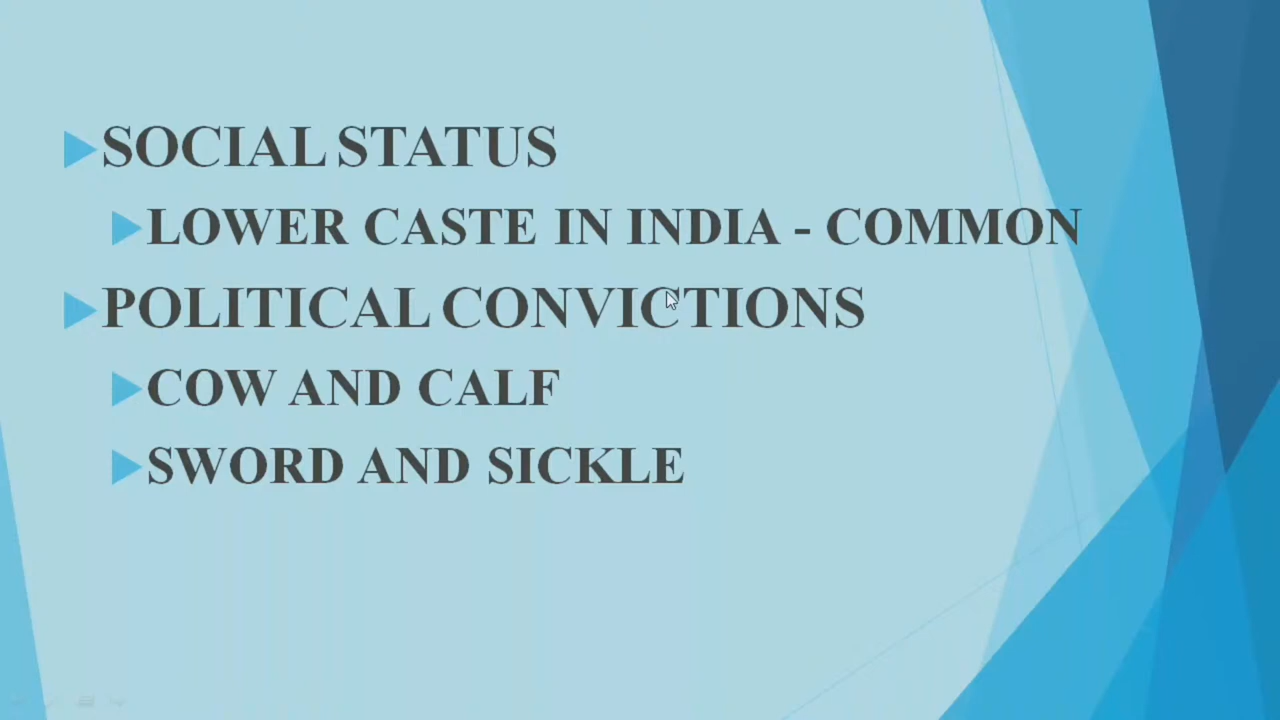 SOCIAL STATUS
LOWER CASTE IN INDIA - COMMON
POLITICAL CONVICTIONS
COW AND CALF
SWORD AND SICKLE